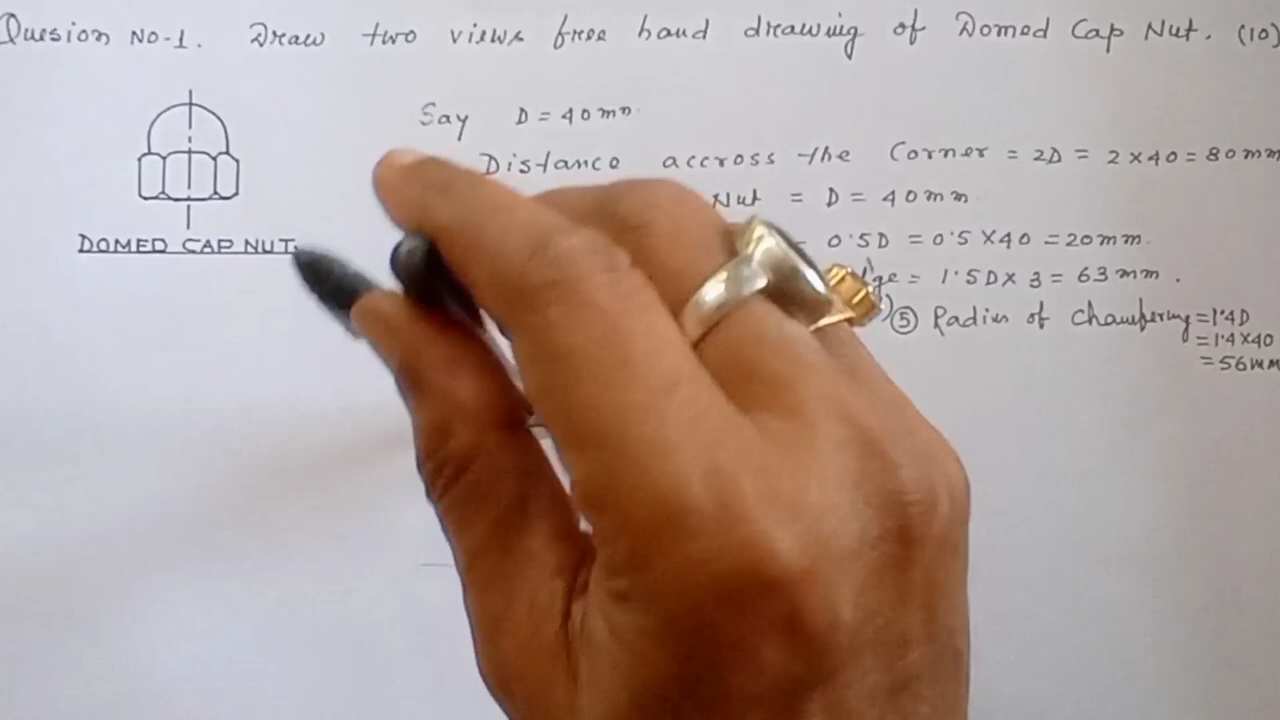 Quesion NO-1. Draw two views free hand drawing of Domed Cap Nut. (10)
Say D = 40mm.
Distance accross the Corner = 2D = 2×40=80mm
Nut = D = 40mm
0.5D = 0.5×40 = 20mm.
= 1.5D× 3 = 63mm.
⑤ Radius of Chamfering = 1.4D
= 1.4×40
= 56mm
DOMED CAP NUT.